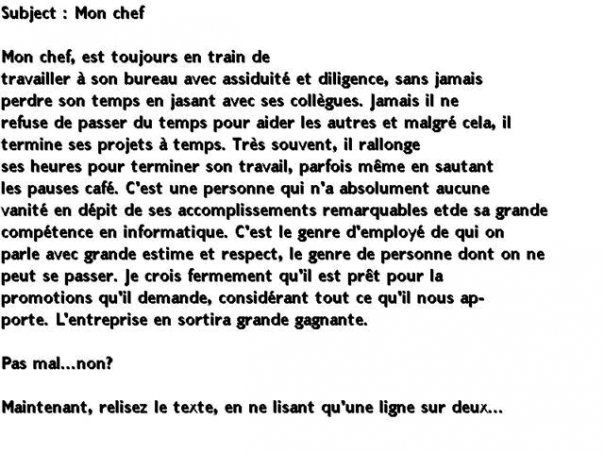 Subject : Mon chef
Mon chef, est toujours en train de
travailler à son bureau avec assiduité et diligence, sans jamais
perdre son temps en jasant avec ses collègues. Jamais il ne
refuse de passer du temps pour aider les autres et malgré cela, il
termine ses projets à temps. Très souvent, il rallonge
ses heures pour terminer son travail, parfois même en sautant
les pauses café. C'est une personne qui n'a absolument aucune
vanité en dépit de ses accomplissements remarquables etde sa grande
compétence en informatique. C'est le genre d'employé de qui on
parle avec grande estime et respect, le genre de personne dont on ne
peut se passer. Je crois fermement qu'il est prêt pour la
promotions qu'il demande, considérant tout ce qu'il nous ap-
porte. L'entreprise en sortira grande gagnante.
Pas mal...non?
Maintenant, relisez le texte, en ne lisant qu'une ligne sur deux...